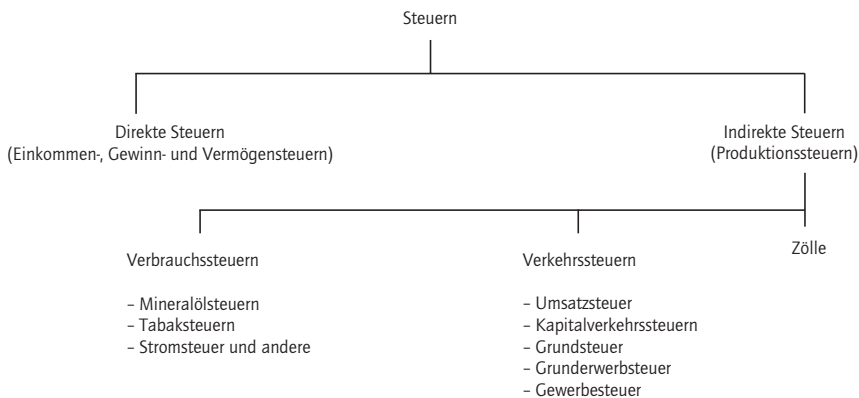 Steuern
Direkte Steuern
(Einkommen-, Gewinn- und Vermögensteuern)
Indirekte Steuern
(Produktionssteuern)
Verbrauchssteuern
– Mineralölsteuern
– Tabaksteuern
– Stromsteuer und andere
Verkehrssteuern
– Umsatzsteuer
– Kapitalverkehrssteuern
– Grundsteuer
– Grunderwerbsteuer
– Gewerbesteuer
Zölle